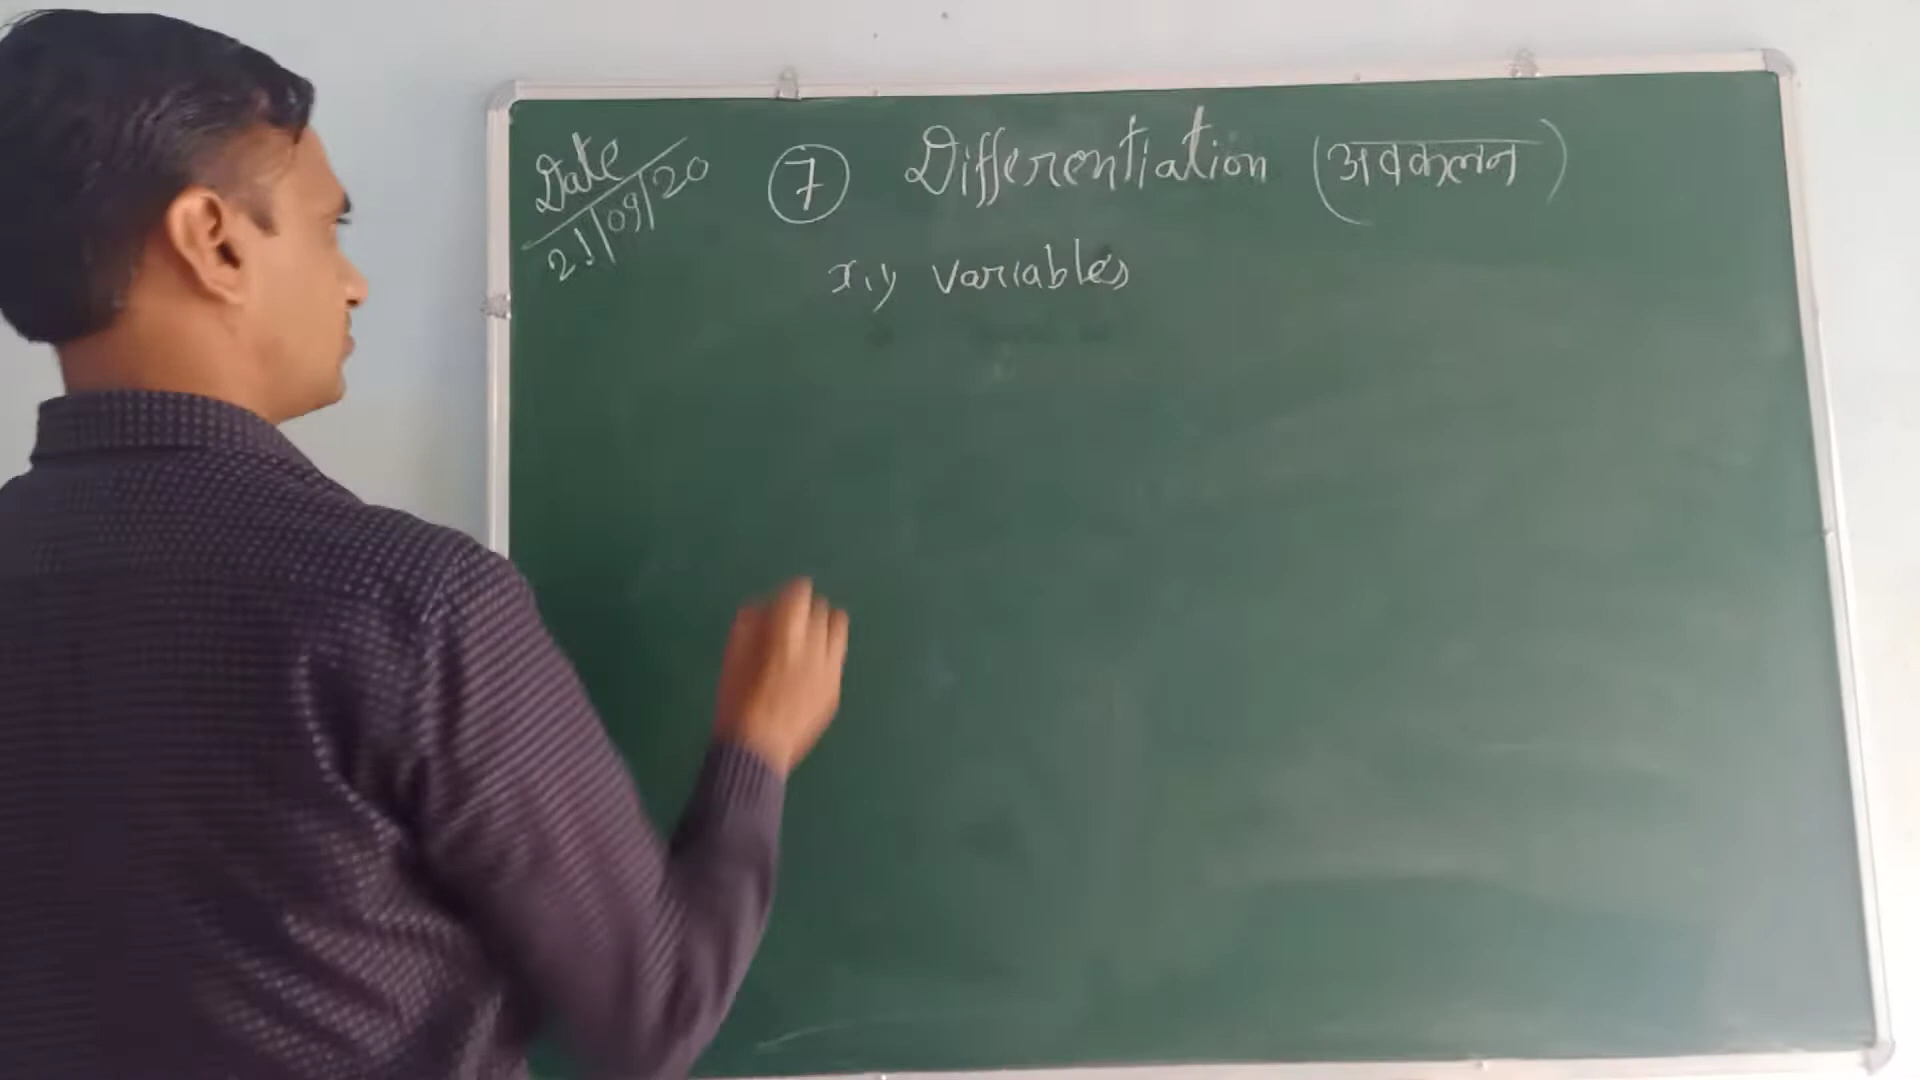 Date
21/09/20
7 Differentiation (अवकलन)
x, y variables